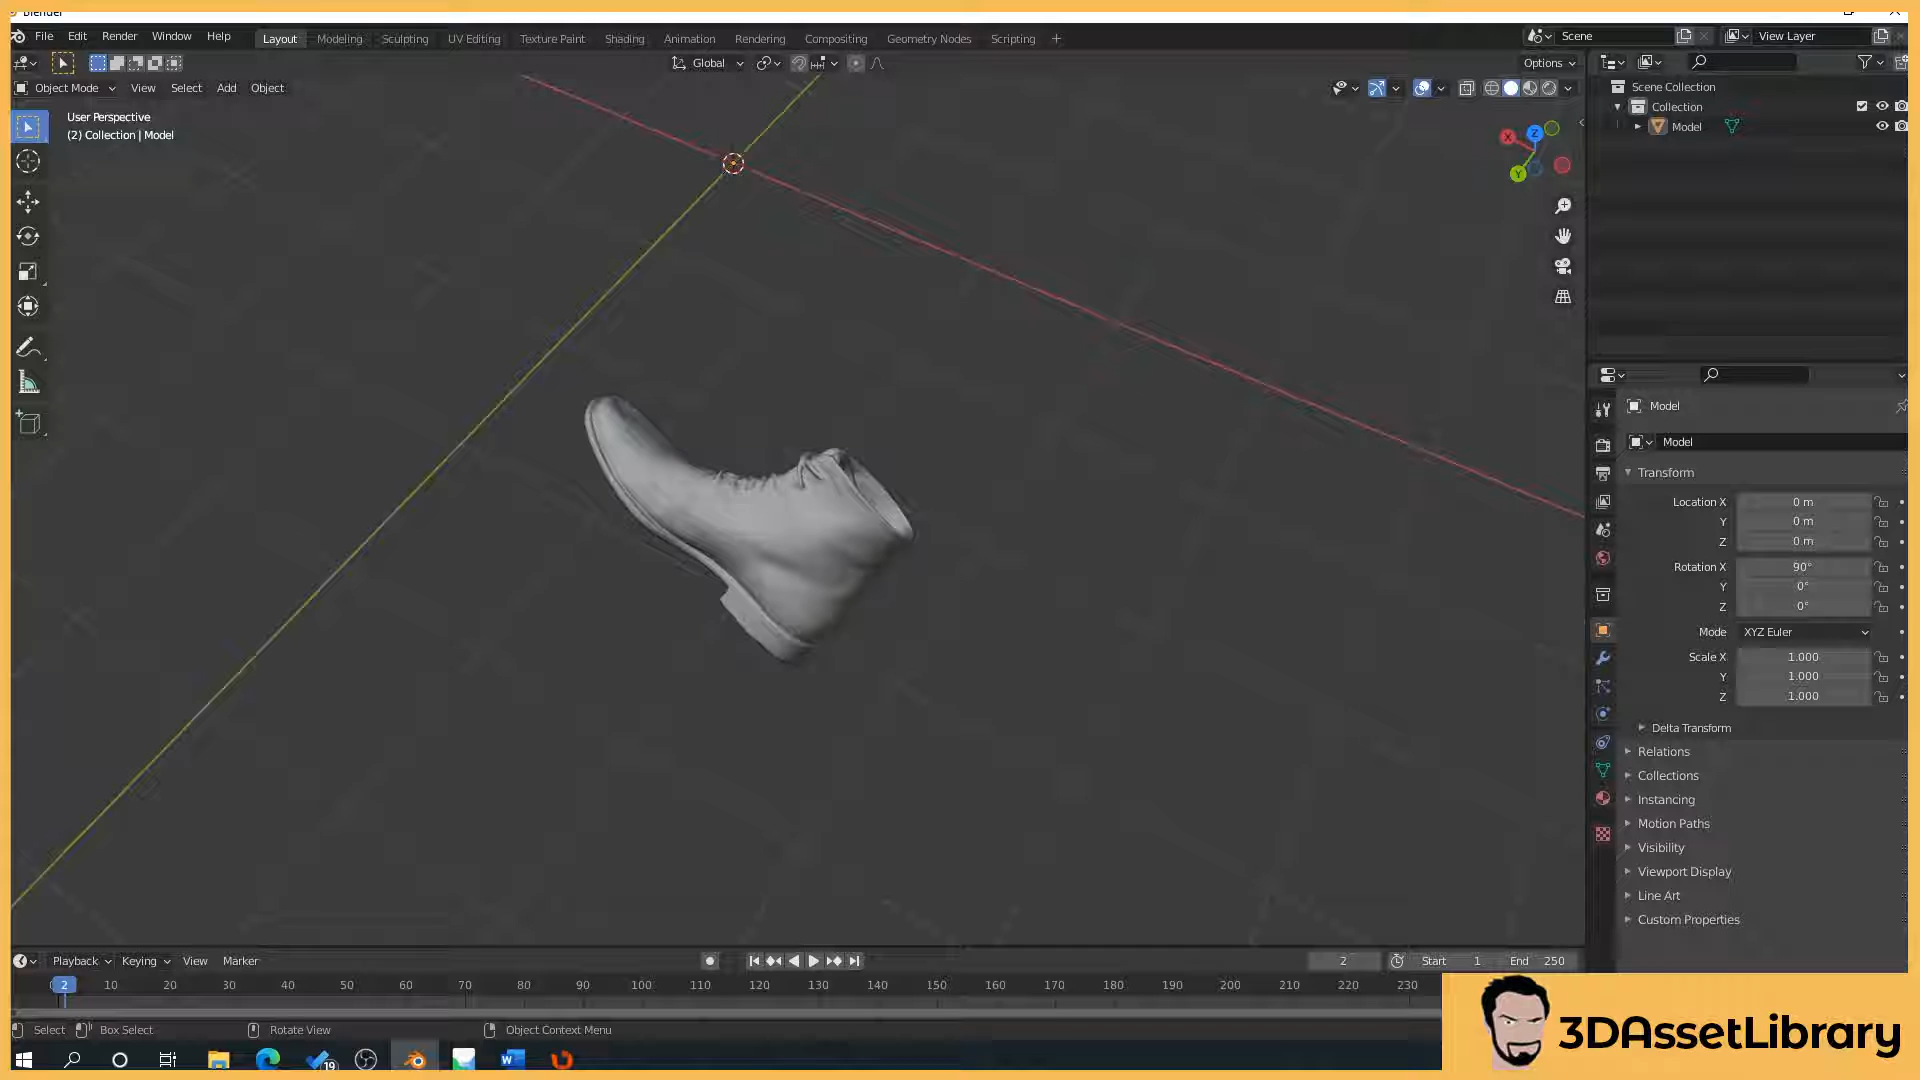 Blender
File Edit Render Window Help Layout Modeling Sculpting UV Editing Texture Paint Shading Animation Rendering Compositing Geometry Nodes Scripting + Scene View Layer
Global Options
Object Mode View Select Add Object
User Perspective
(2) Collection | Model
X Y Z
Scene Collection
Collection
Model
Model
Model
Transform
Location X 0 m
Y 0 m
Z 0 m
Rotation X 90°
Y 0°
Z 0°
Mode XYZ Euler
Scale X 1.000
Y 1.000
Z 1.000
Delta Transform
Relations
Collections
Instancing
Motion Paths
Visibility
Viewport Display
Line Art
Custom Properties
Playback Keying View Marker 2 Start 1 End 250
2 10 20 30 40 50 60 70 80 90 100 110 120 130 140 150 160 170 180 190 200 210 220 230
Select Box Select Rotate View Object Context Menu
19
3DAssetLibrary